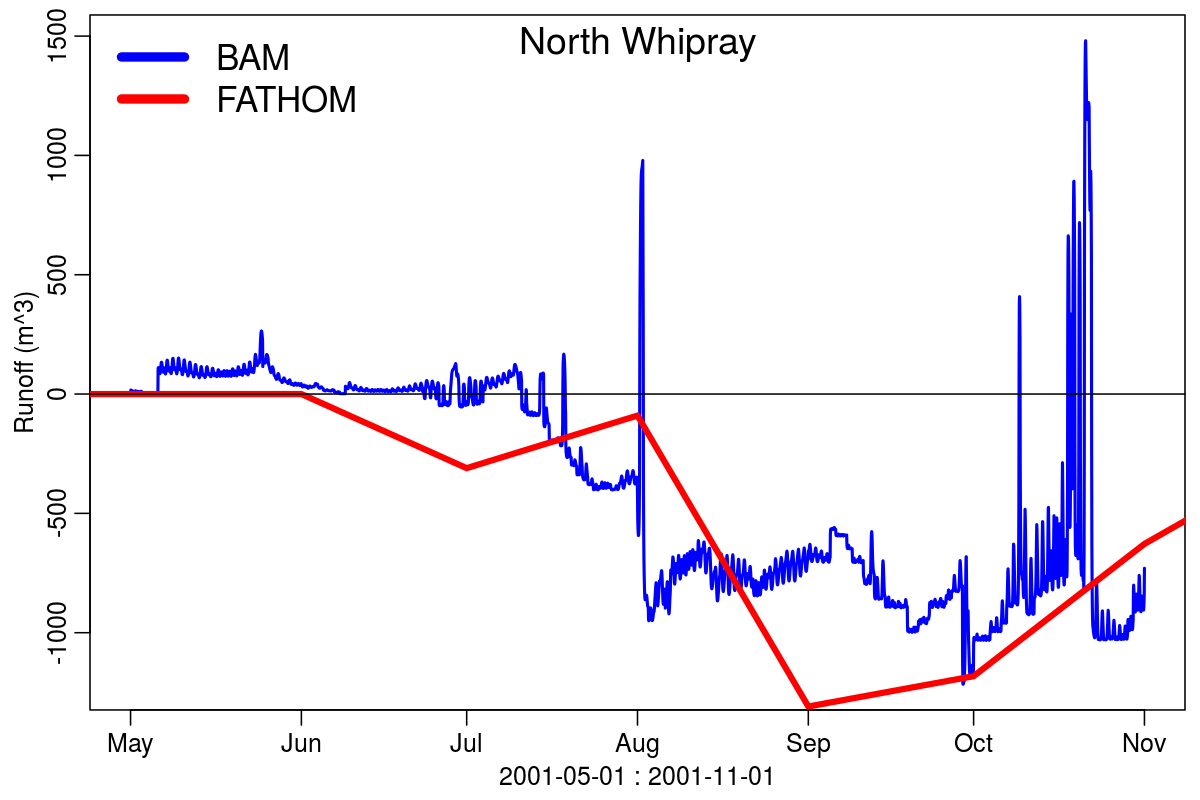 North Whipray
BAM
FATHOM
Runoff (m^3)
1500
1000
500
0
-500
-1000
May Jun Jul Aug Sep Oct Nov
2001-05-01 : 2001-11-01